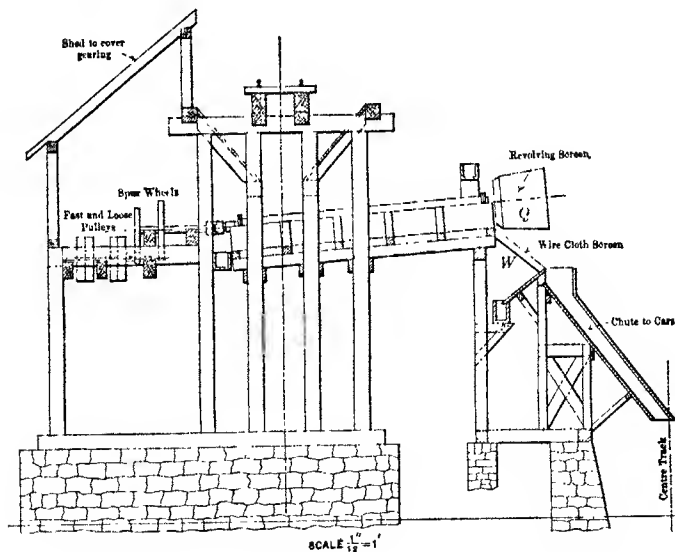 Shed to cover
gearing
Revolving Screen,
Spur Wheels
Fast and Loose
Pulleys
Q
Wire Cloth Screen
W
Chute to Cars
Centre Track
SCALE 1/12" = 1'